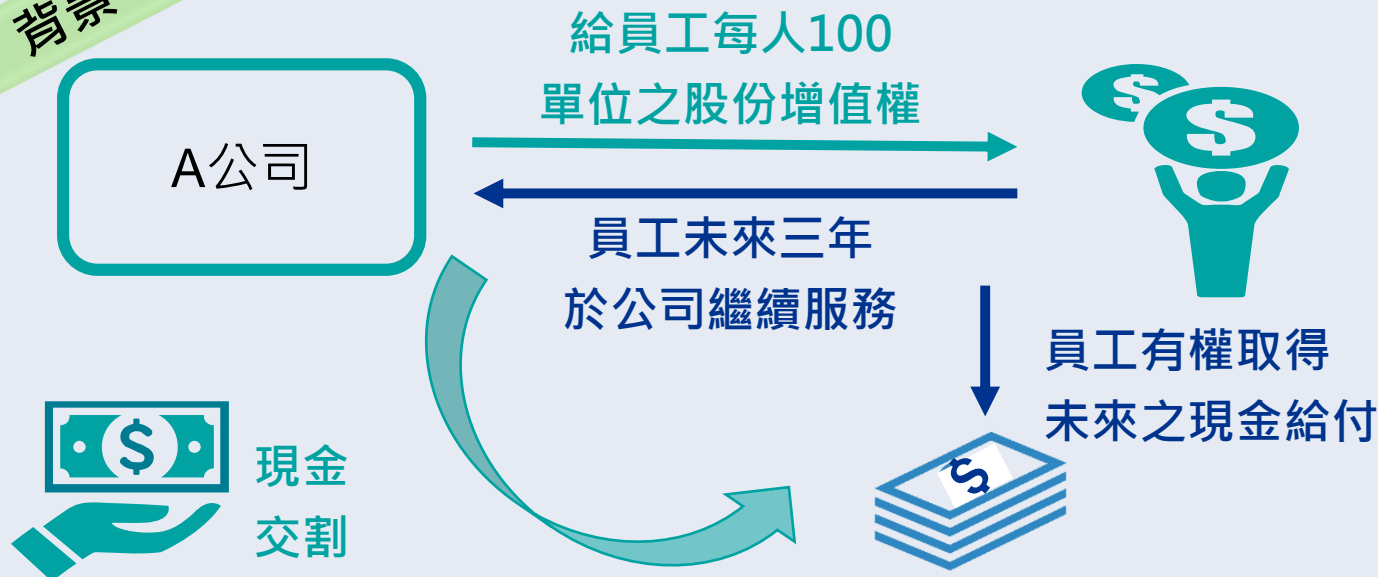 背景
給員工每人100
單位之股份增值權
A公司
員工未來三年
於公司繼續服務
員工有權取得
未來之現金給付
現金
交割
$
$
$
$